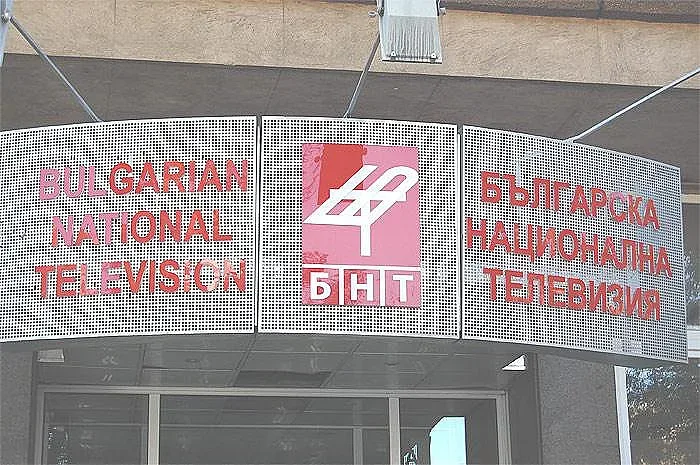 BULGARIAN
NATIONAL
TELEVISION
БНТ
БЪЛГАРСКА
НАЦИОНАЛНА
ТЕЛЕВИЗИЯ